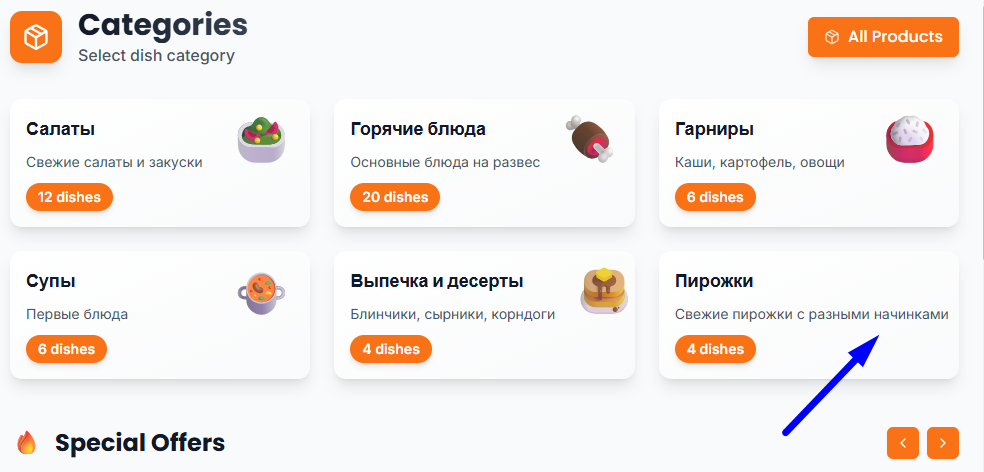 Categories
Select dish category
All Products
Салаты
Свежие салаты и закуски
12 dishes
Горячие блюда
Основные блюда на развес
20 dishes
Гарниры
Каши, картофель, овощи
6 dishes
Супы
Первые блюда
6 dishes
Выпечка и десерты
Блинчики, сырники, корндоги
4 dishes
Пирожки
Свежие пирожки с разными начинками
4 dishes
Special Offers